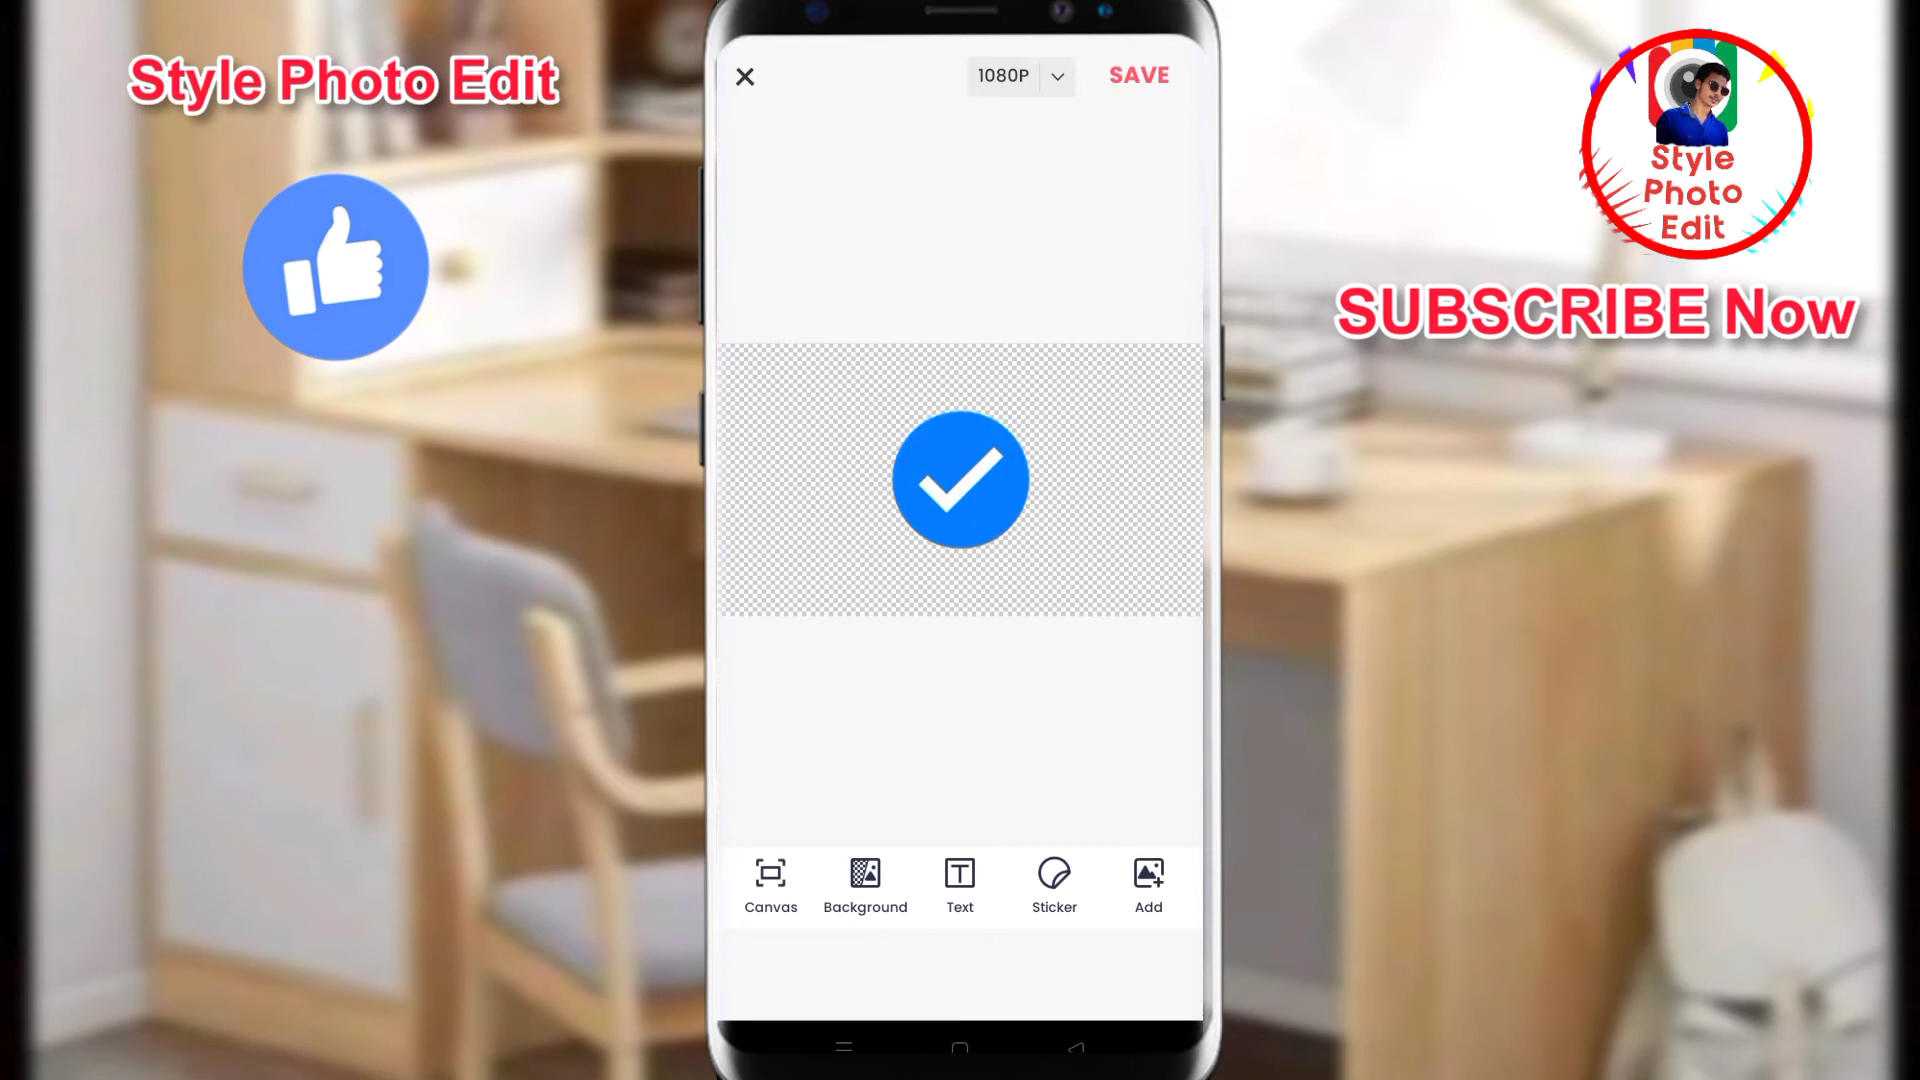 Style Photo Edit
1080P
SAVE
Style
Photo
Edit
SUBSCRIBE Now
Canvas
Background
Text
Sticker
Add